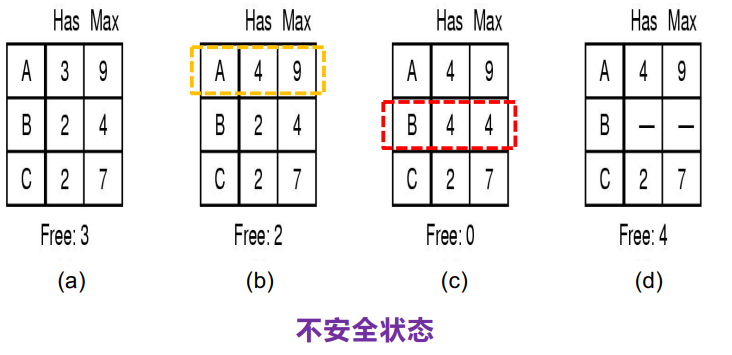 Has Max Has Max Has Max Has Max
A 3 9 A 4 9 A 4 9 A 4 9
B 2 4 B 2 4 B 4 4 B — —
C 2 7 C 2 7 C 2 7 C 2 7
Free: 3 Free: 2 Free: 0 Free: 4
(a) (b) (c) (d)
不安全状态